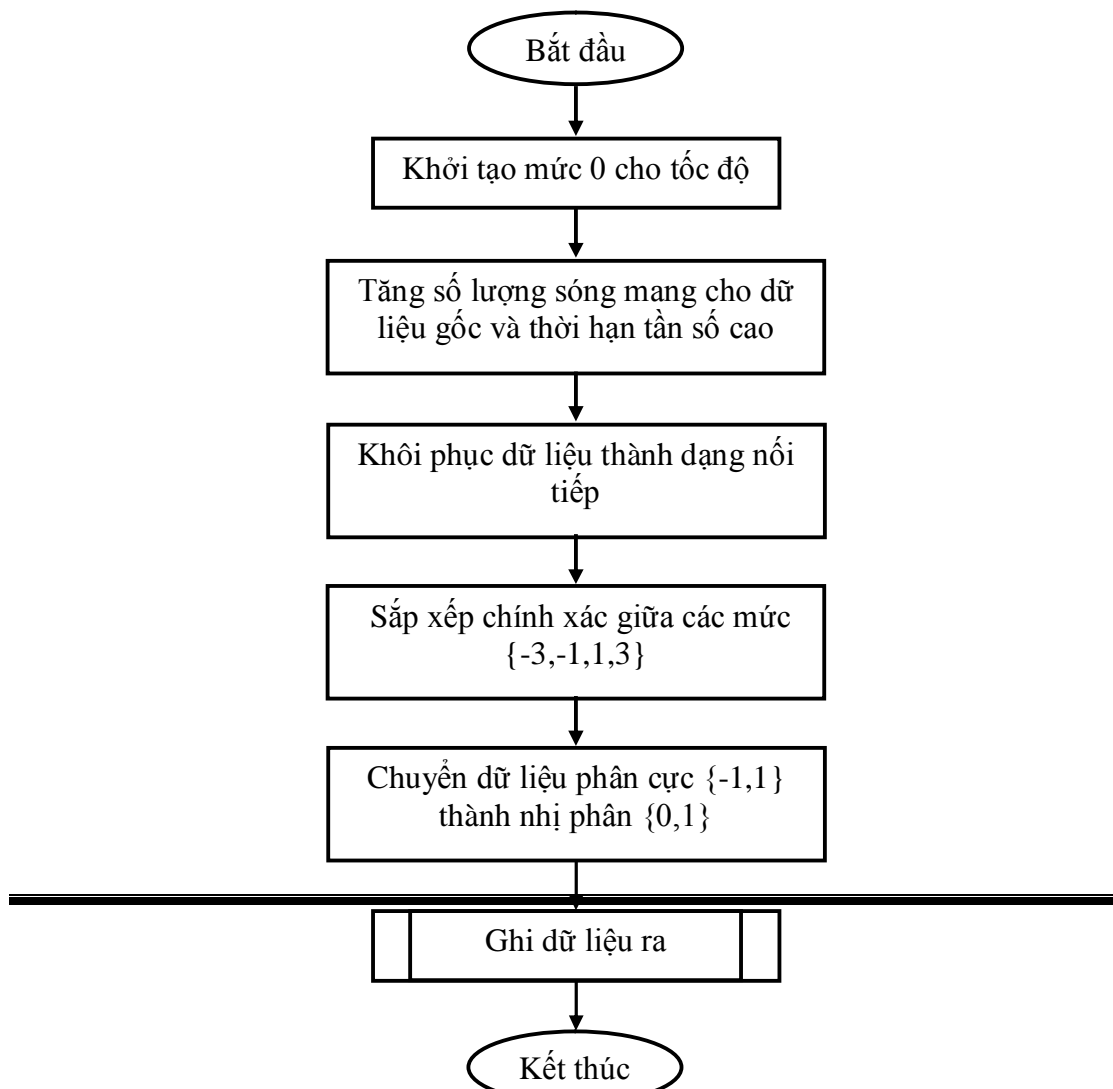 Bắt đầu
Khởi tạo mức 0 cho tốc độ
Tăng số lượng sóng mang cho dữ
liệu gốc và thời hạn tần số cao
Khôi phục dữ liệu thành dạng nối
tiếp
Sắp xếp chính xác giữa các mức
{-3,-1,1,3}
Chuyển dữ liệu phân cực {-1,1}
thành nhị phân {0,1}
Ghi dữ liệu ra
Kết thúc